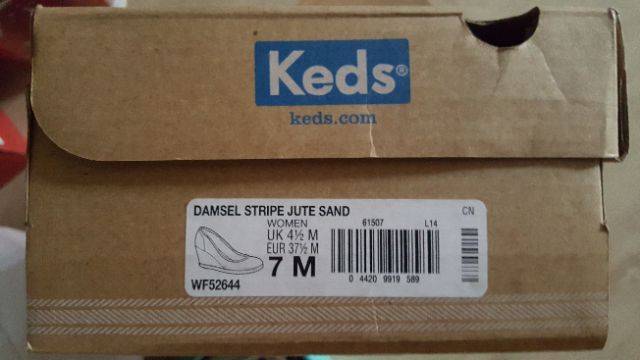 Keds®
keds.com
DAMSEL STRIPE JUTE SAND
CN
WOMEN
61507
L14
UK 4½ M
EUR 37½ M
7 M
WF52644
0 4420 9919 589